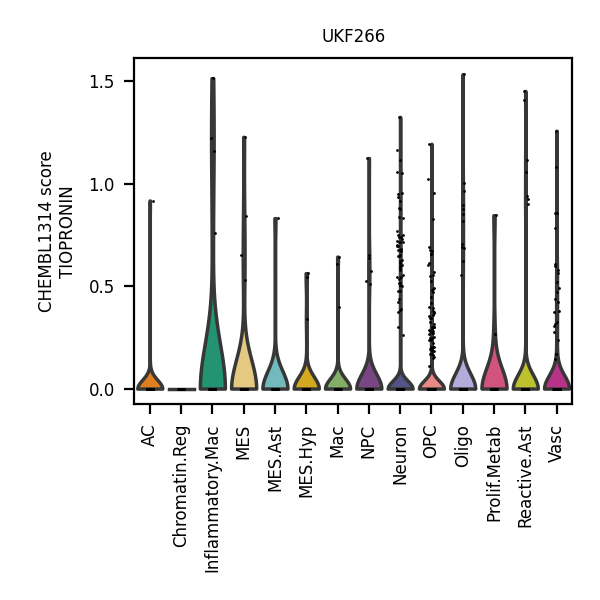 UKF266
CHEMBL1314 score
TIOPRONIN
1.5
1.0
0.5
0.0
AC
Chromatin.Reg
Inflammatory.Mac
MES
MES.Ast
MES.Hyp
Mac
NPC
Neuron
OPC
Oligo
Prolif.Metab
Reactive.Ast
Vasc